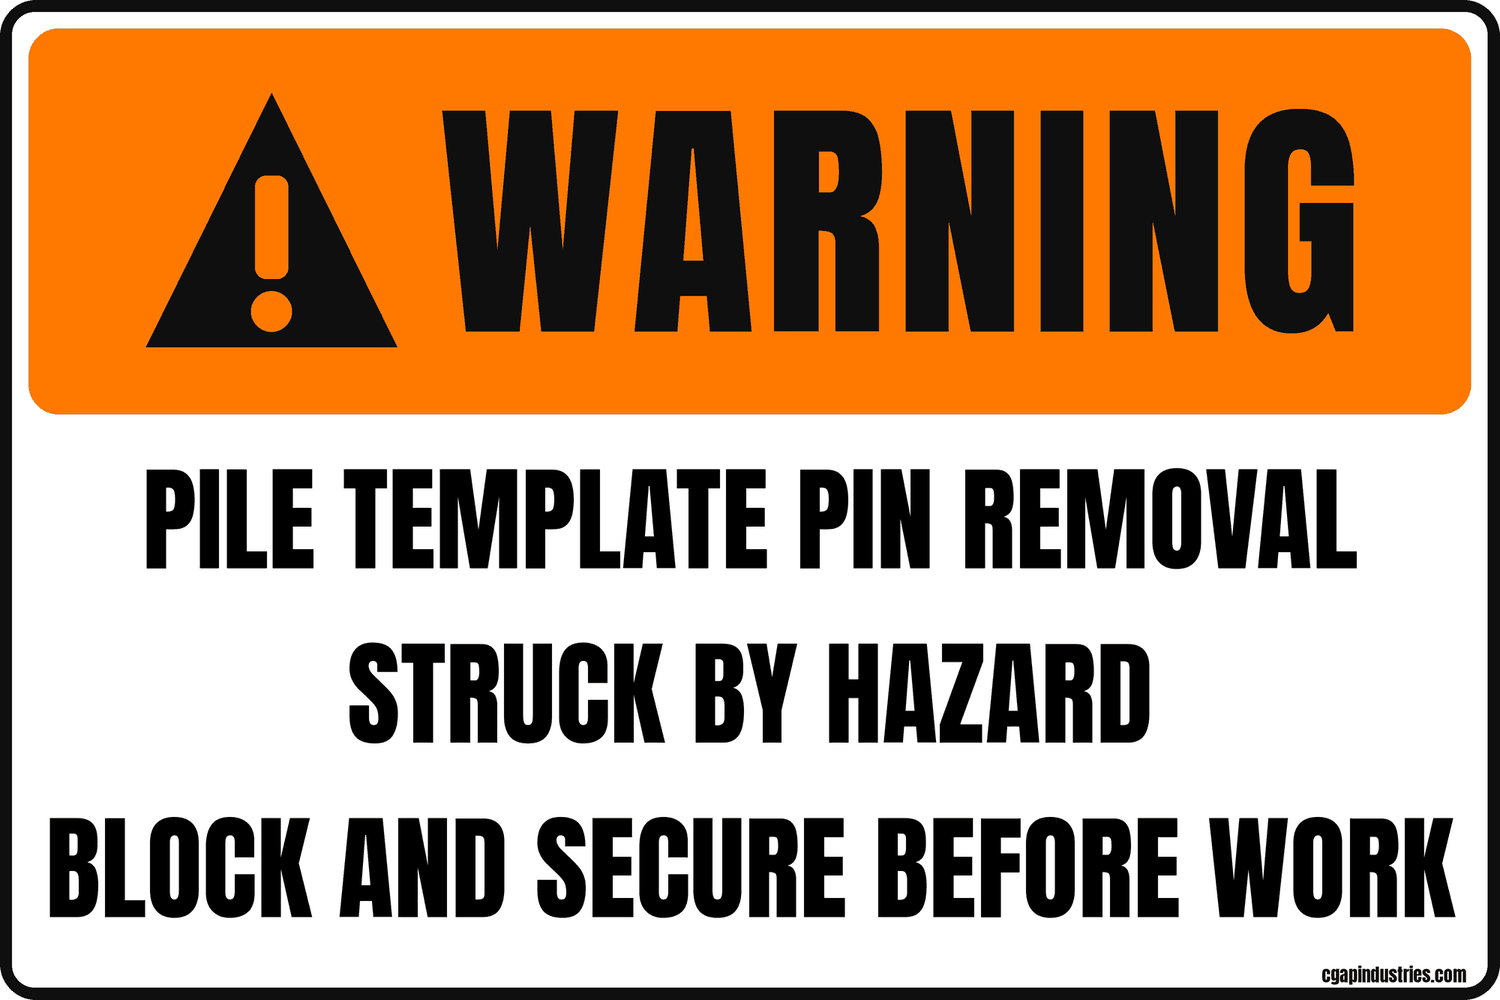 WARNING
PILE TEMPLATE PIN REMOVAL
STRUCK BY HAZARD
BLOCK AND SECURE BEFORE WORK
cgapindustries.com